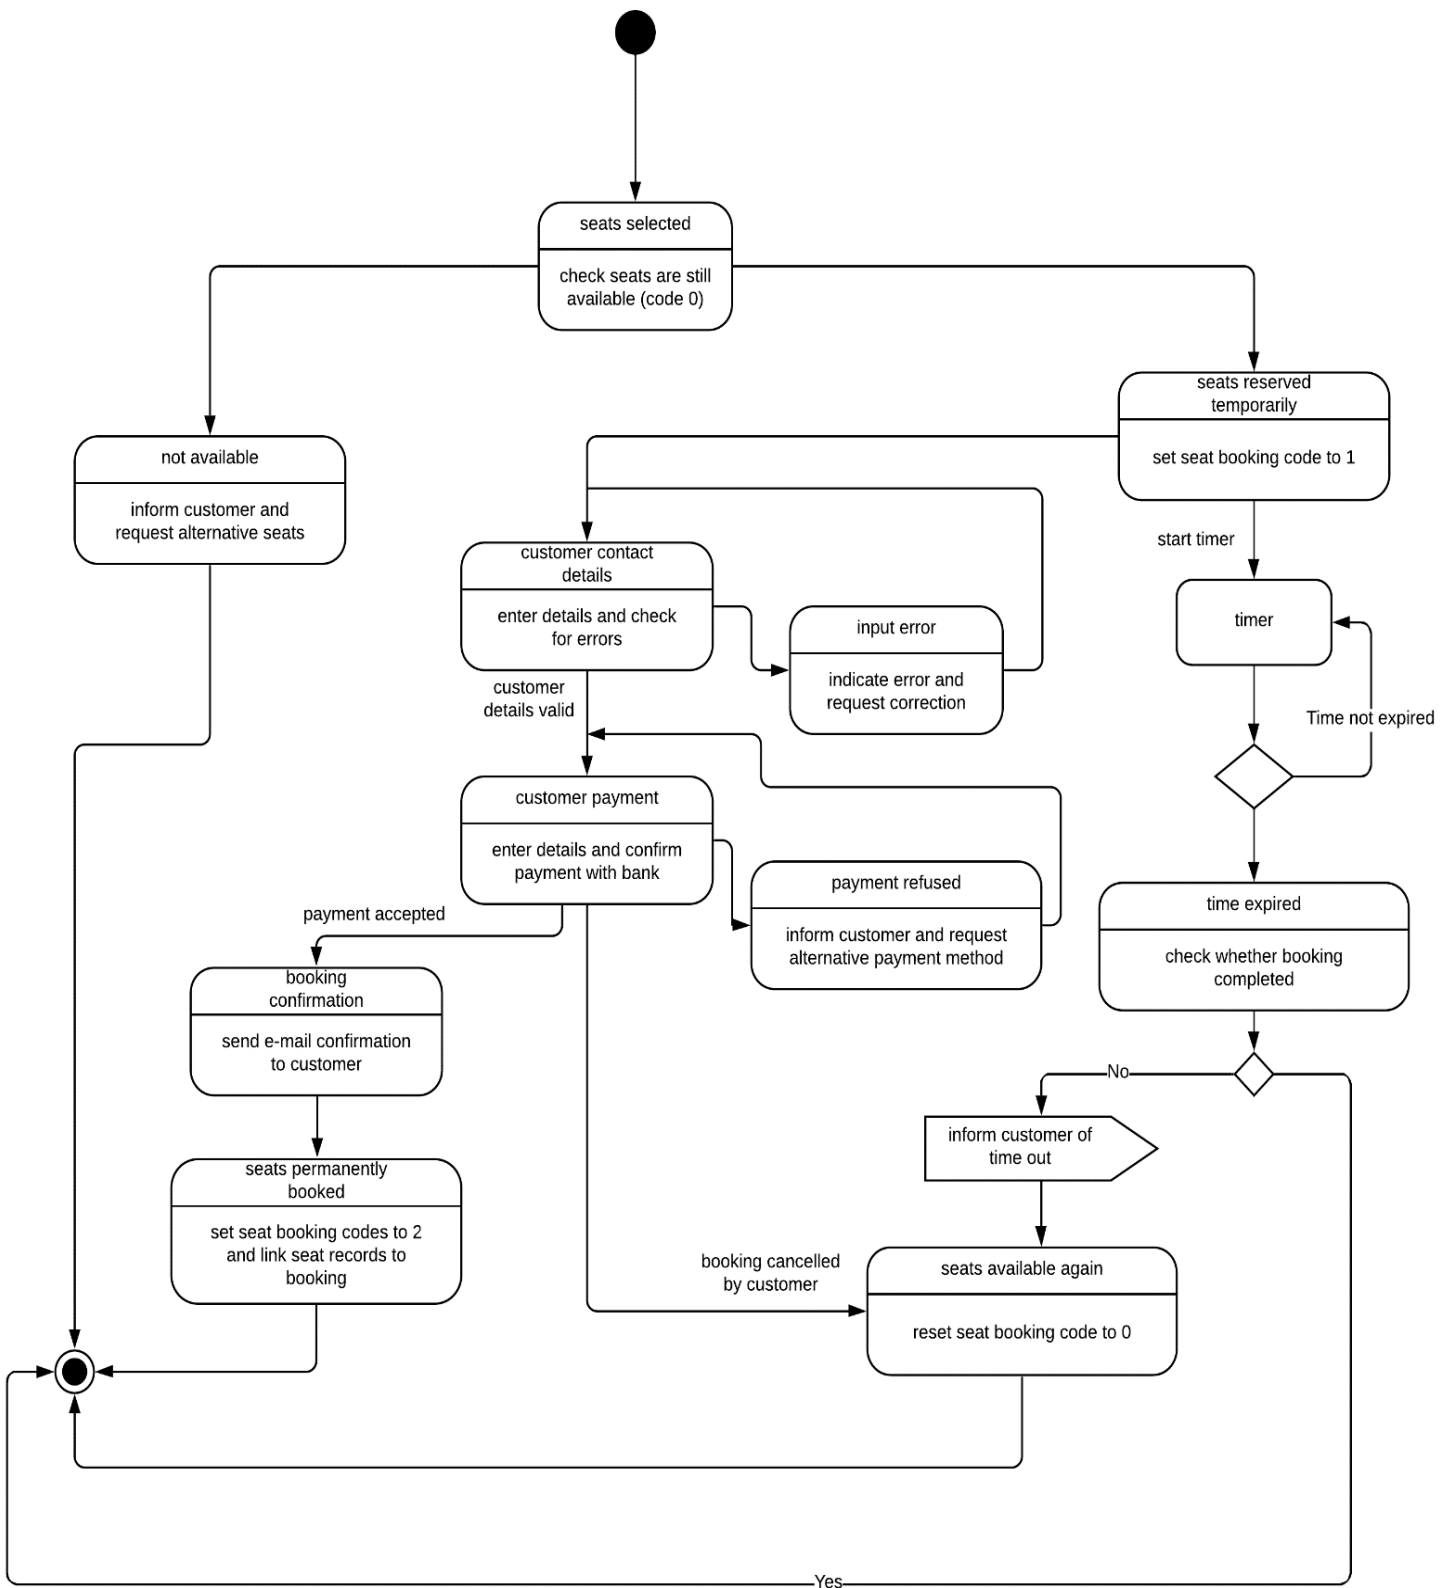 seats selected
check seats are still
available (code 0)
seats reserved
temporarily
set seat booking code to 1
not available
inform customer and
request alternative seats
start timer
customer contact
details
enter details and check
for errors
input error
indicate error and
request correction
timer
customer
details valid
Time not expired
customer payment
enter details and confirm
payment with bank
payment refused
inform customer and request
alternative payment method
time expired
check whether booking
completed
payment accepted
booking
confirmation
send e-mail confirmation
to customer
No
inform customer of
time out
seats permanently
booked
set seat booking codes to 2
and link seat records to
booking
booking cancelled
by customer
seats available again
reset seat booking code to 0
Yes